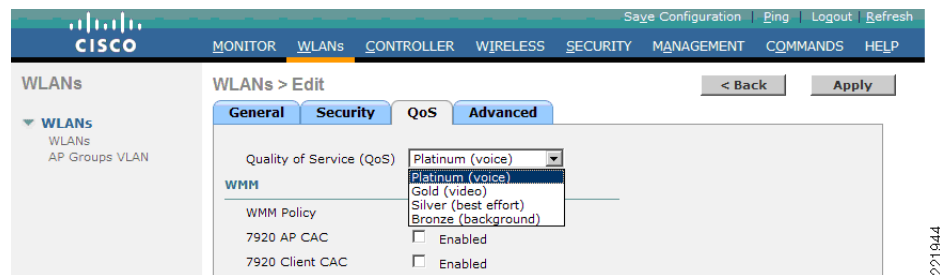 Save Configuration | Ping | Logout | Refresh
CISCO
MONITOR WLANs CONTROLLER WIRELESS SECURITY MANAGEMENT COMMANDS HELP
WLANs
WLANs > Edit
< Back
Apply
General Security QoS Advanced
WLANs
WLANs
AP Groups VLAN
Quality of Service (QoS) Platinum (voice)
Platinum (voice)
Gold (video)
Silver (best effort)
Bronze (background)
WMM
WMM Policy
7920 AP CAC Enabled
7920 Client CAC Enabled
221944